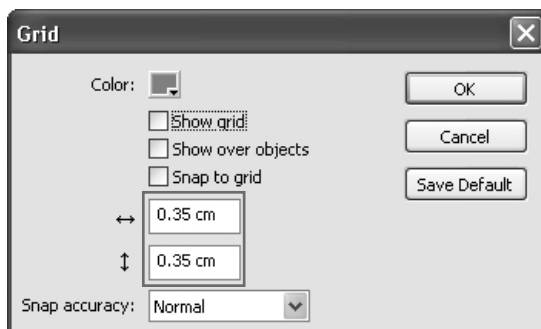 Grid
Color:
OK
Show grid
Show over objects
Cancel
Snap to grid
Save Default
0.35 cm
0.35 cm
Snap accuracy: Normal